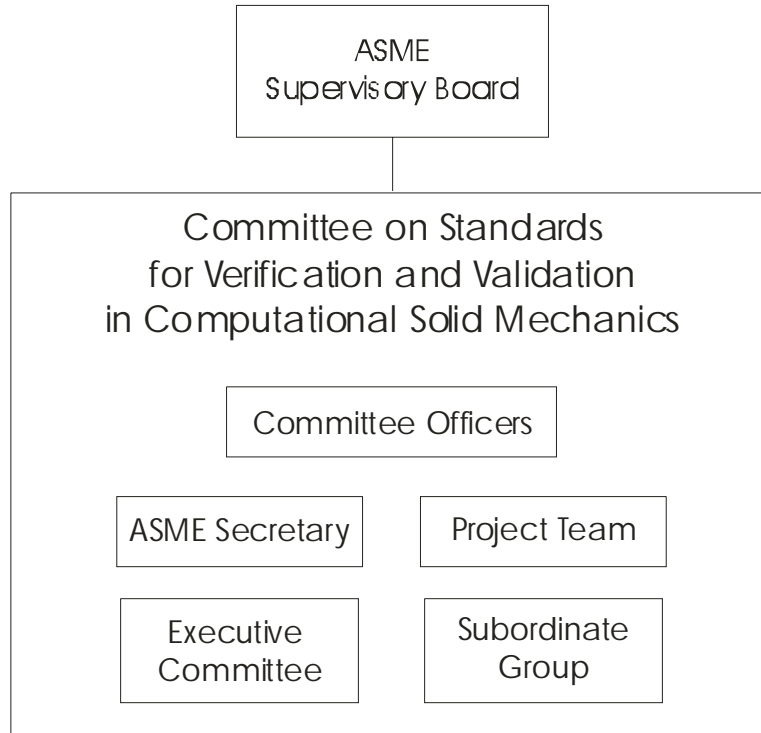 ASME
Supervisory Board
Committee on Standards
for Verification and Validation
in Computational Solid Mechanics
Committee Officers
ASME Secretary
Project Team
Executive
Committee
Subordinate
Group